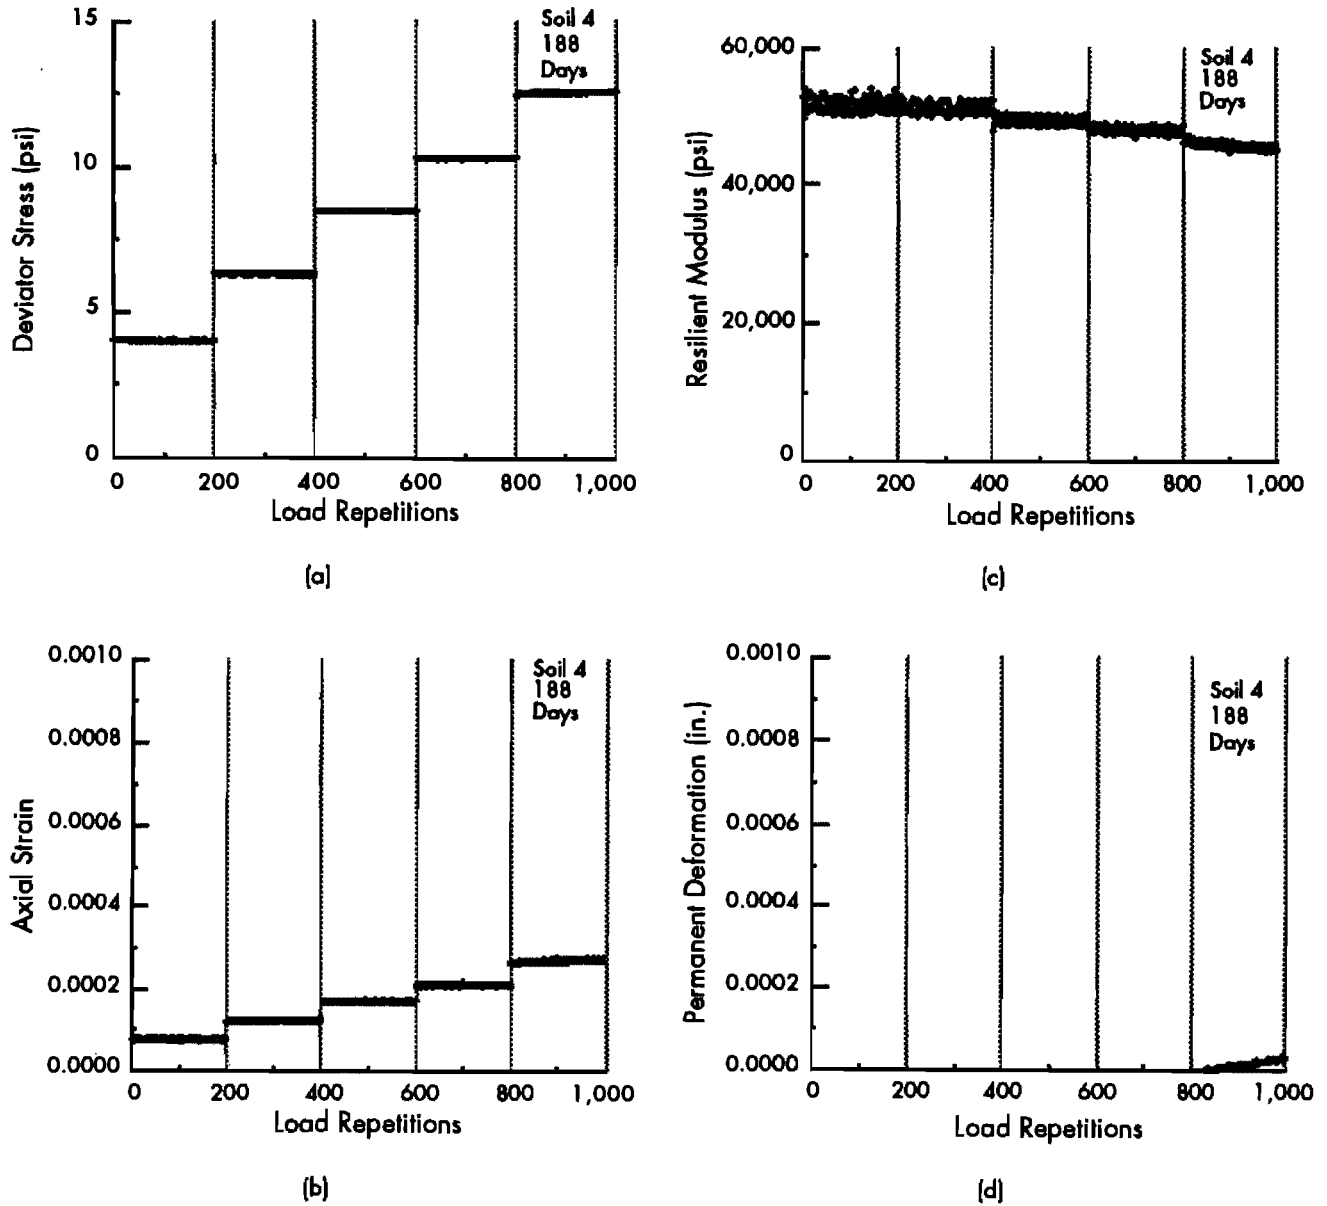 15
10
5
0
Deviator Stress (psi)
Soil 4
188
Days
0 200 400 600 800 1,000
Load Repetitions
(a)
60,000
40,000
20,000
0
Resilient Modulus (psi)
Soil 4
188
Days
0 200 400 600 800 1,000
Load Repetitions
(c)
0.0010
0.0008
0.0006
0.0004
0.0002
0.0000
Axial Strain
Soil 4
188
Days
0 200 400 600 800 1,000
Load Repetitions
(b)
0.0010
0.0008
0.0006
0.0004
0.0002
0.0000
Permanent Deformation (in.)
Soil 4
188
Days
0 200 400 600 800 1,000
Load Repetitions
(d)